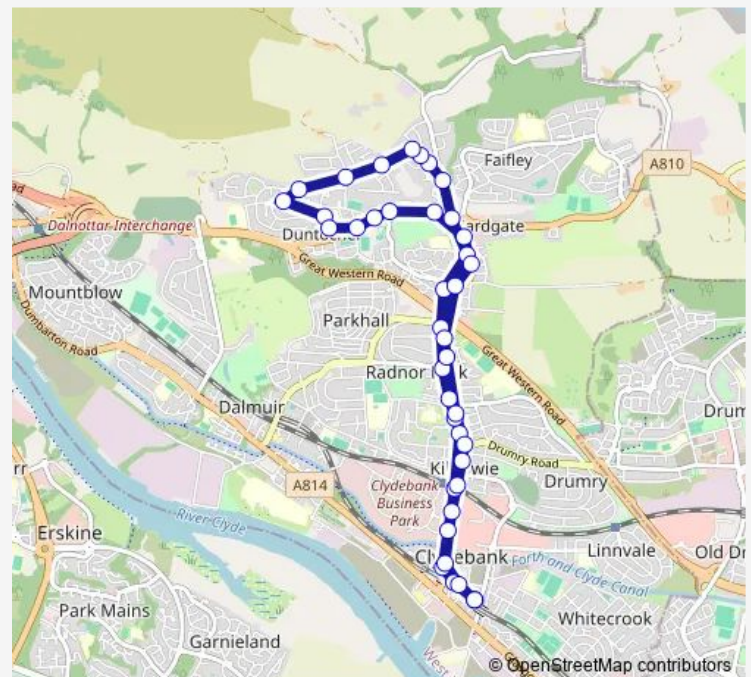 Faifley
A810
Dalnottar Interchange
Duntocher
ardgate
Great Western Road
Mountblow
Dumbarton Road
Parkhall
Great Western Road
Radnor
Dalmuir
Drumry Road
A814
Clydebank
Business
Park
Drumry
River Clyde
Erskine
Linnvale
Old Dr
Forth and Clyde Canal
Park Mains
Whitecrook
Garnieland
© OpenStreetMap contributors